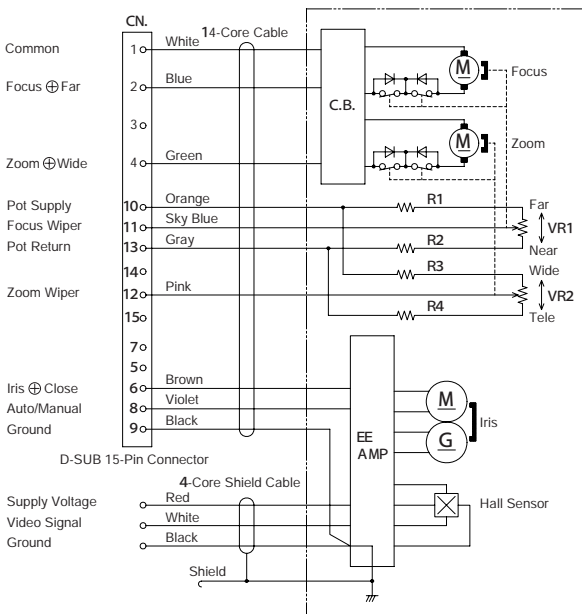 CN.
14-Core Cable
Common 1 White
Focus ⊕ Far 2 Blue
3
Zoom ⊕ Wide 4 Green
C.B.
M Focus
M Zoom
Pot Supply 10 Orange R1 Far
Focus Wiper 11 Sky Blue VR1
Pot Return 13 Gray R2 Near
14 R3 Wide
Zoom Wiper 12 Pink VR2
15 R4 Tele
7
5
Iris ⊕ Close 6 Brown
Auto/Manual 8 Violet
Ground 9 Black
D-SUB 15-Pin Connector
EE
AMP
M
G
Iris
4-Core Shield Cable
Supply Voltage Red
Video Signal White
Ground Black
Hall Sensor
Shield